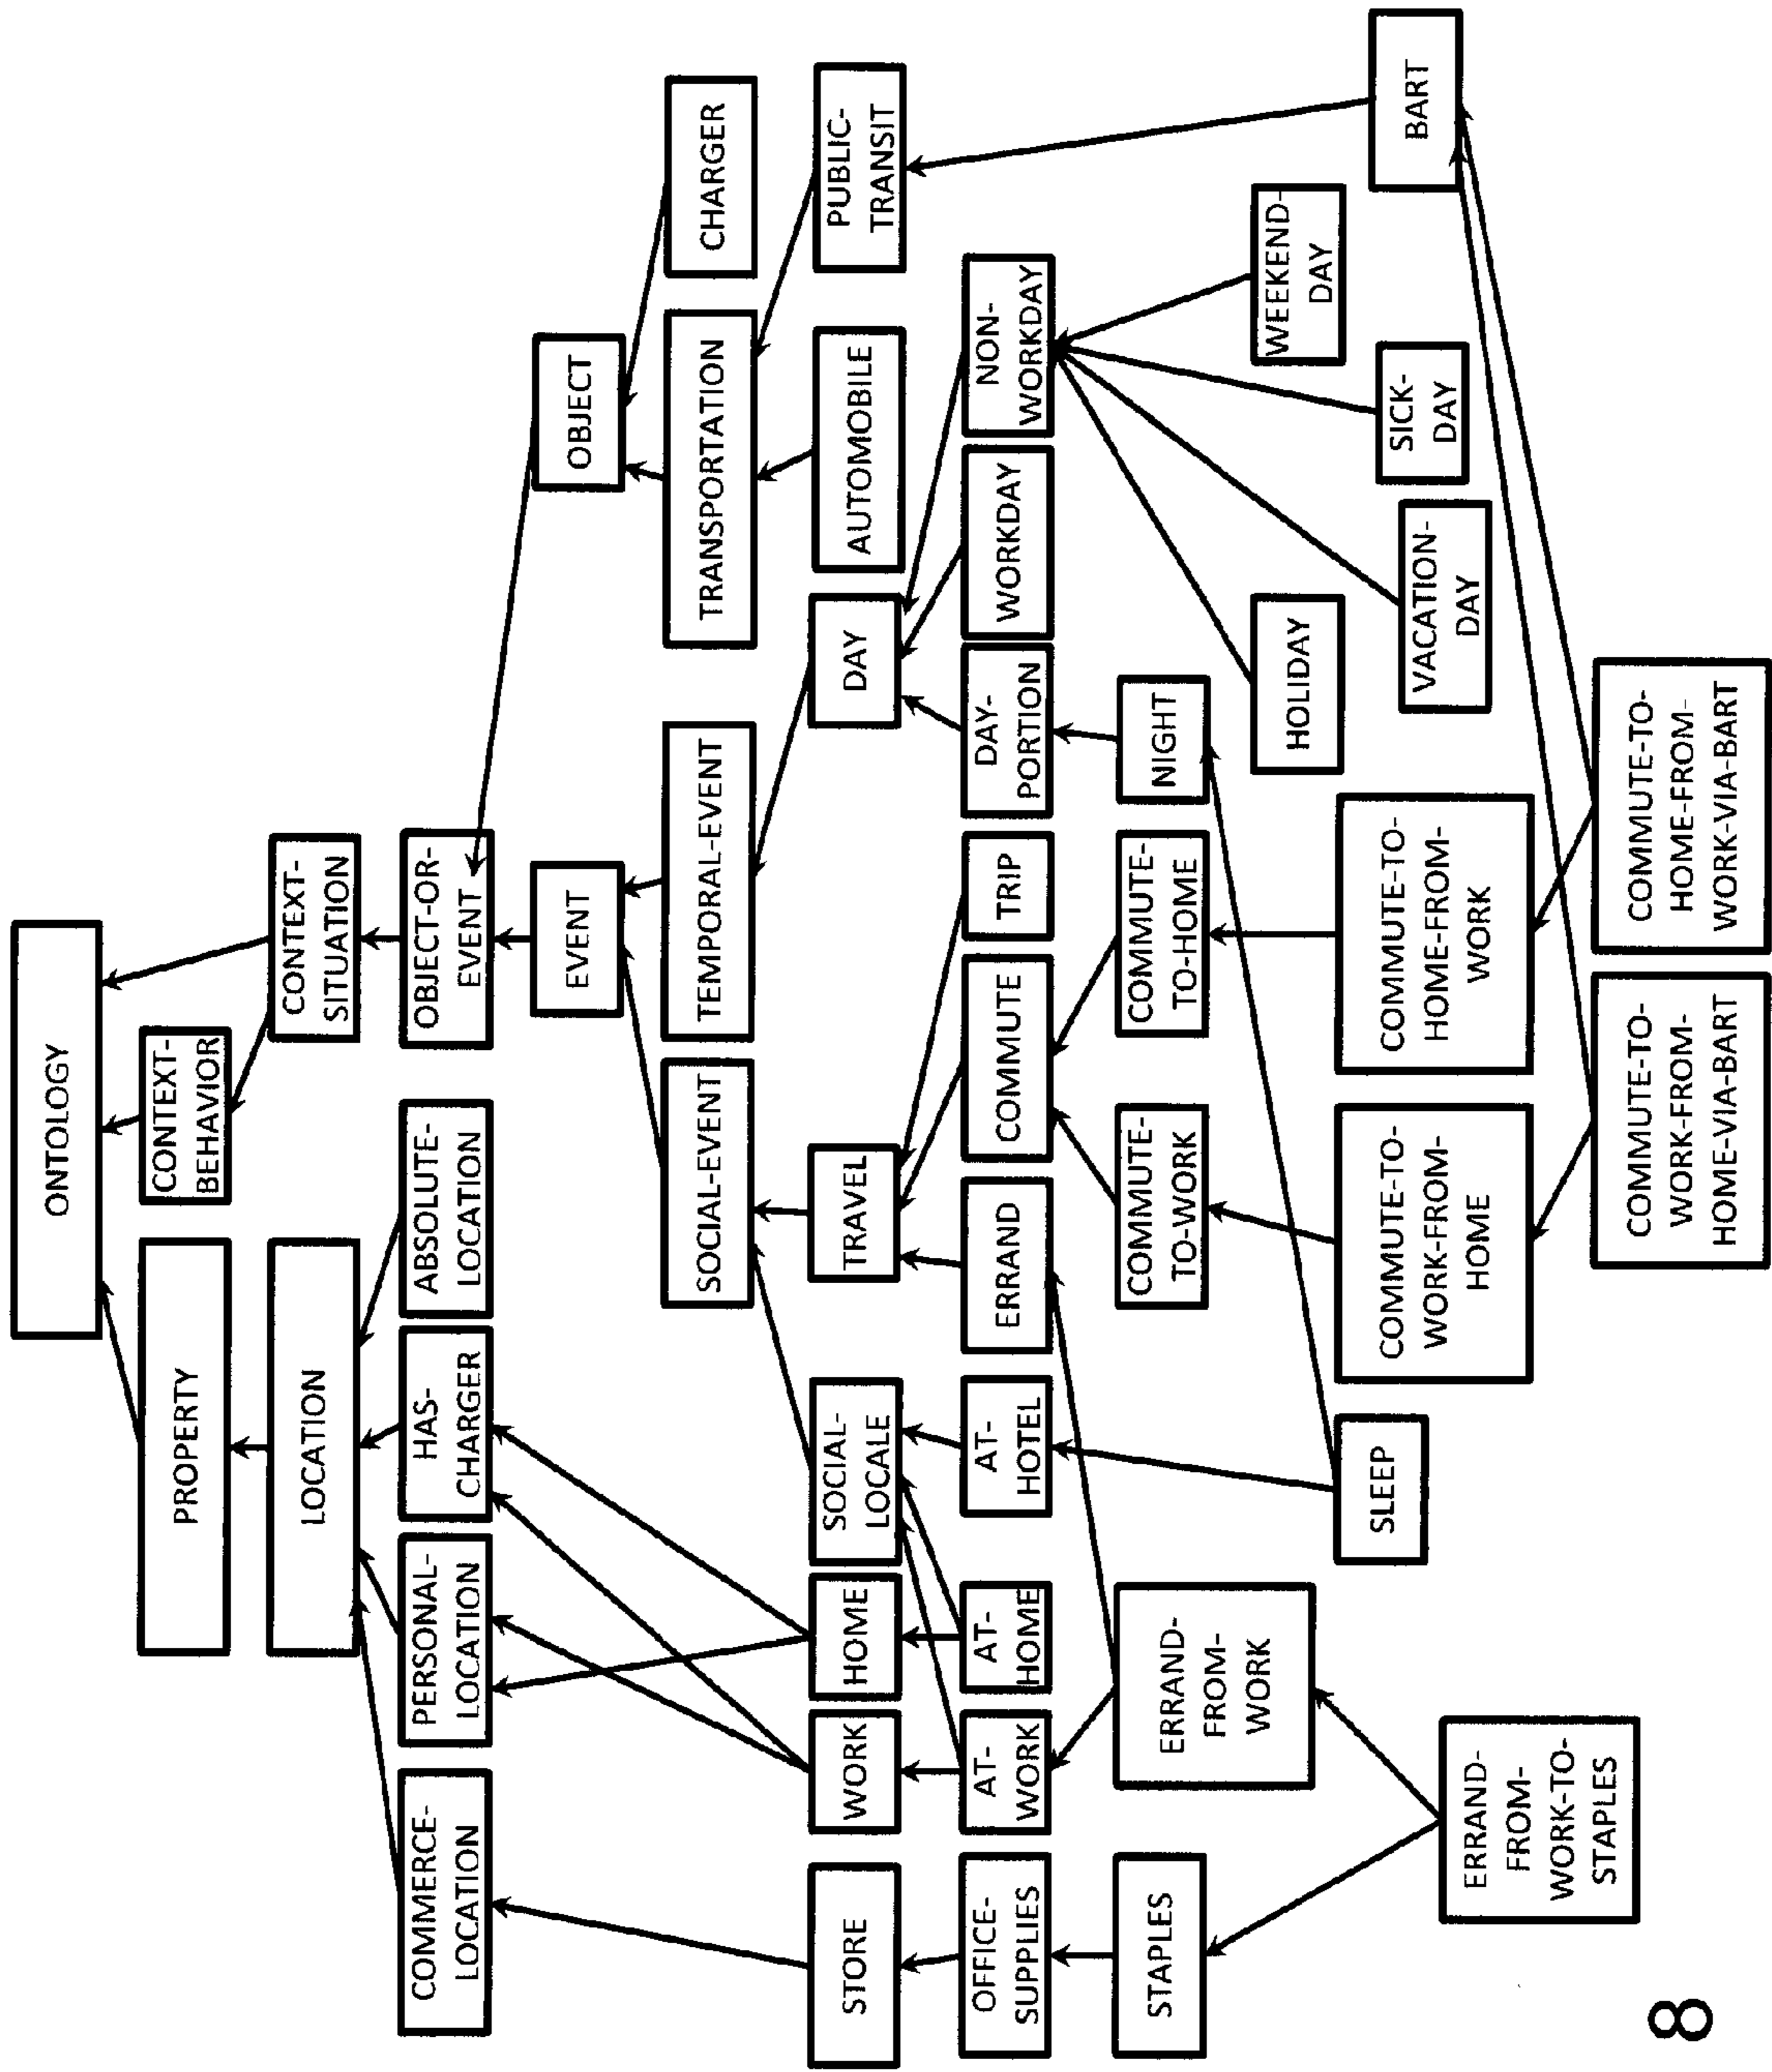 ONTOLOGY
PROPERTY
CONTEXT-
BEHAVIOR
LOCATION
CONTEXT-
SITUATION
COMMERCE-
LOCATION
PERSONAL-
LOCATION
HAS-
CHARGER
ABSOLUTE-
LOCATION
OBJECT-OR-
EVENT
EVENT
OBJECT
SOCIAL-EVENT
TEMPORAL-EVENT
TRANSPORTATION
CHARGER
STORE
WORK
HOME
SOCIAL-
LOCALE
TRAVEL
DAY
AUTOMOBILE
PUBLIC-
TRANSIT
OFFICE-
SUPPLIES
AT-
WORK
AT-
HOME
AT-
HOTEL
ERRAND
COMMUTE
TRIP
DAY-
PORTION
WORKDAY
NON-
WORKDAY
STAPLES
ERRAND-
FROM-
WORK
COMMUTE-
TO-WORK
COMMUTE-
TO-HOME
NIGHT
HOLIDAY
WEEKEND-
DAY
SLEEP
COMMUTE-TO-
WORK-FROM-
HOME
COMMUTE-TO-
HOME-FROM-
WORK
VACATION-
DAY
SICK-
DAY
BART
ERRAND-
FROM-
WORK-TO-
STAPLES
COMMUTE-TO-
WORK-FROM-
HOME-VIA-BART
COMMUTE-TO-
HOME-FROM-
WORK-VIA-BART
8